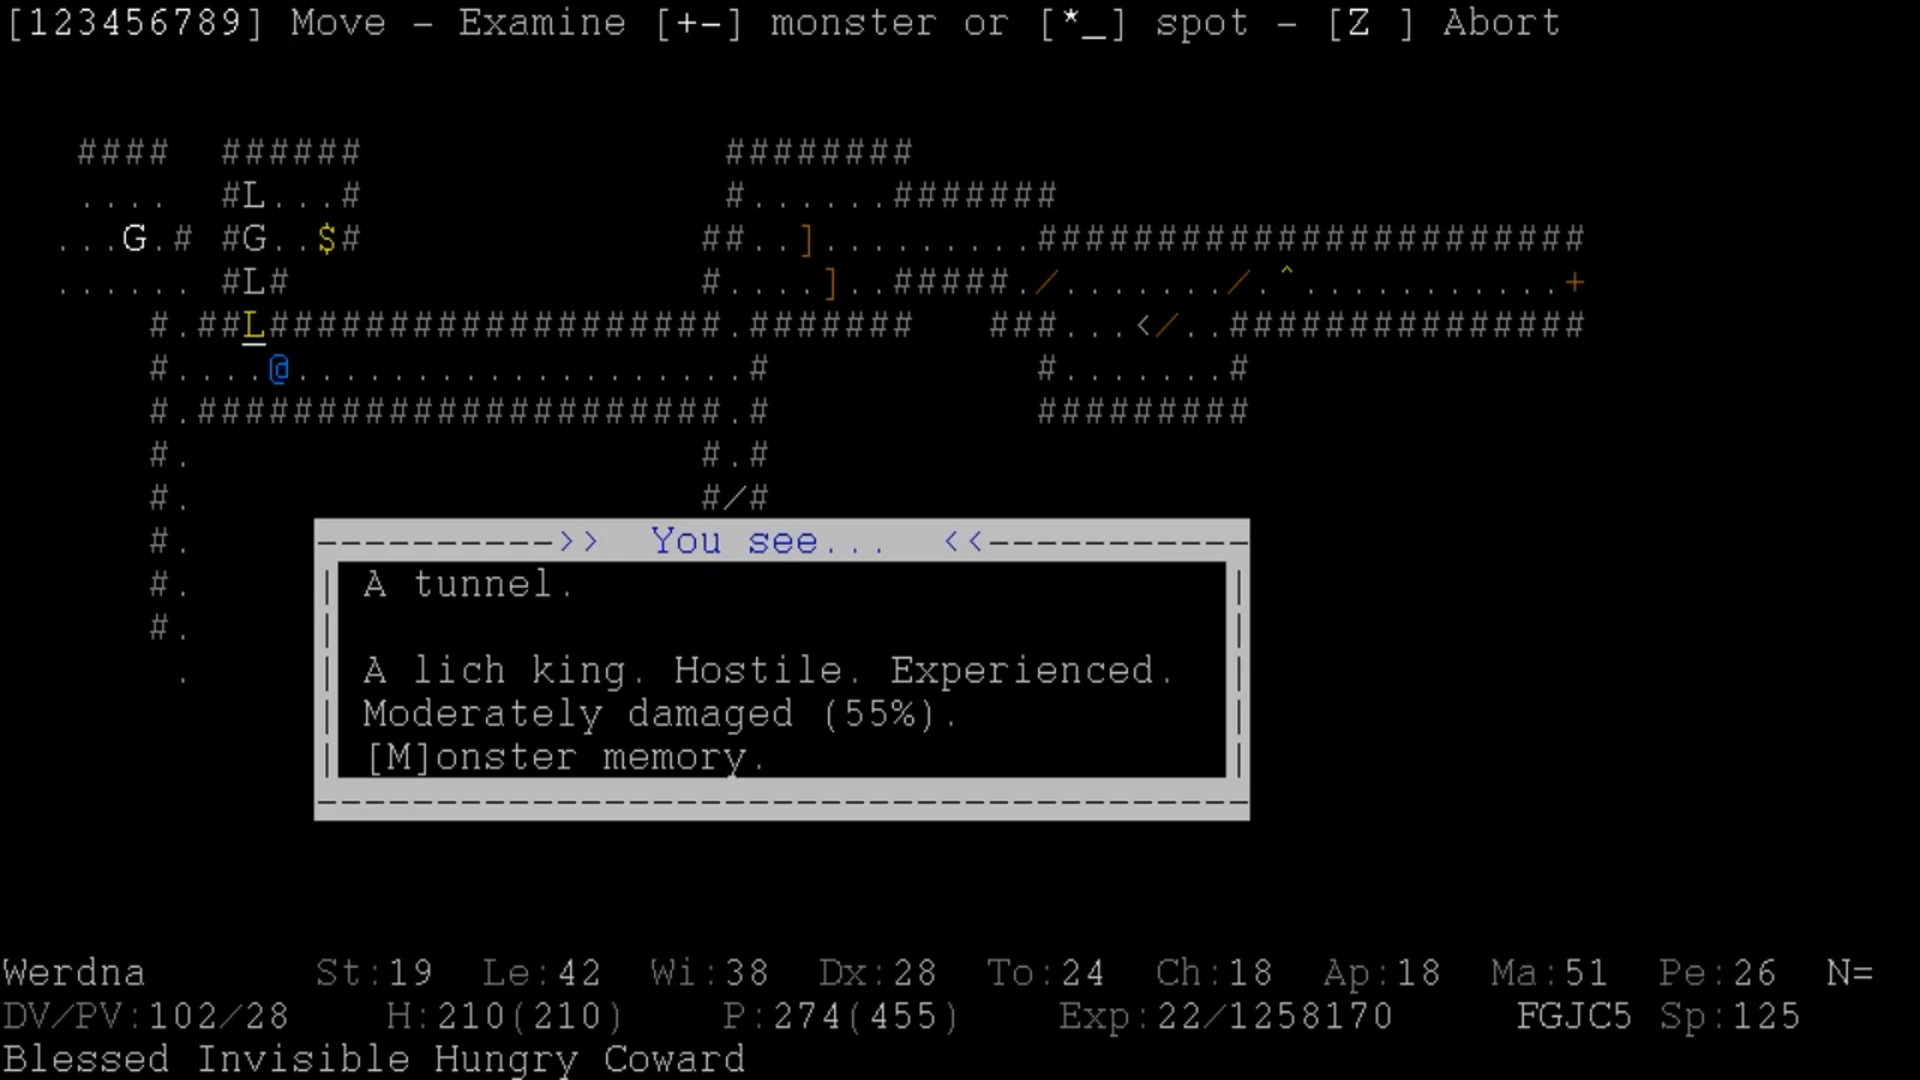 [123456789] Move - Examine [+-] monster or [*_] spot - [Z ] Abort
   ####  ######               ########
   ....  #L...#               #......#######
  ...G.# #G..$#              ##..].........#######################
  ...... #L#                 #....]..#####./......./.^...........+
      #.##L###################.#######   ###...</..###############
      #....@..................#           #.......#
      #.######################.#          #########
      #.                     #.#
      #.                     #/#
---------->>  You see...  <<-----------
#.
A tunnel.
#.
#.
A lich king. Hostile. Experienced.
.
Moderately damaged (55%).
[M]onster memory.
---------------------------------------
Werdna       St:19  Le:42  Wi:38  Dx:28  To:24  Ch:18  Ap:18  Ma:51  Pe:26  N=
DV/PV:102/28    H:210(210)    P:274(455)    Exp:22/1258170     FGJC5 Sp:125
Blessed Invisible Hungry Coward